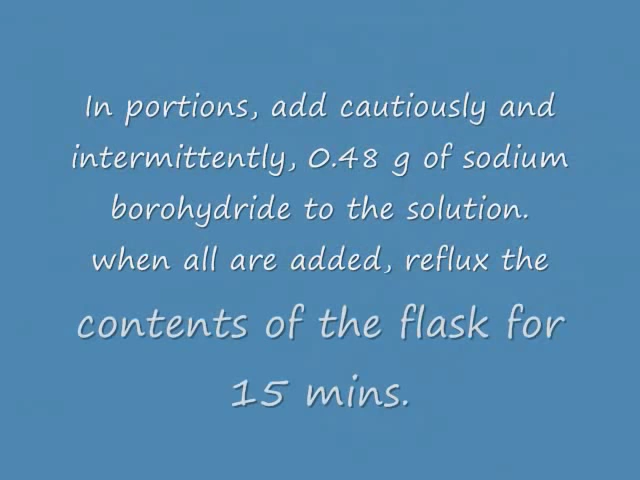 In portions, add cautiously and
intermittently, 0.48 g of sodium
borohydride to the solution.
when all are added, reflux the
contents of the flask for
15 mins.